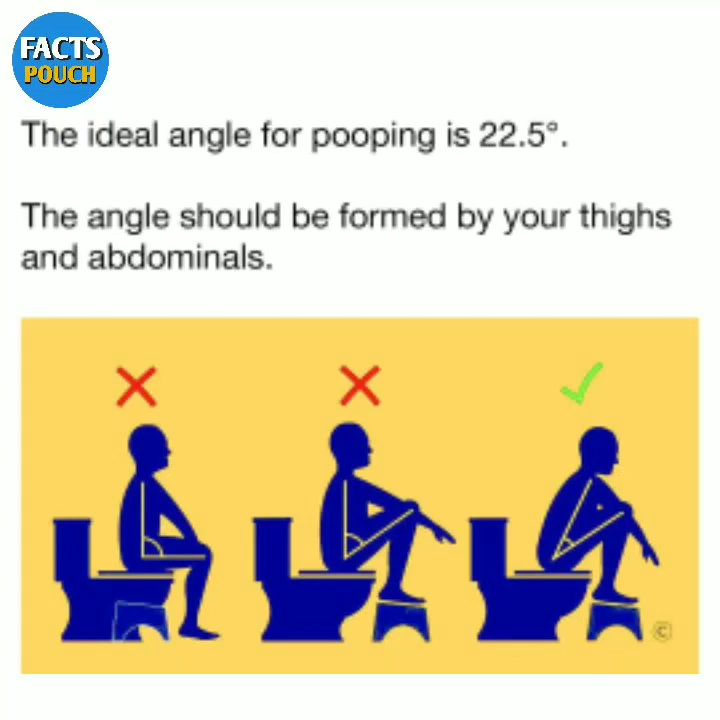 FACTS
POUCH
The ideal angle for pooping is 22.5°.
The angle should be formed by your thighs
and abdominals.
©